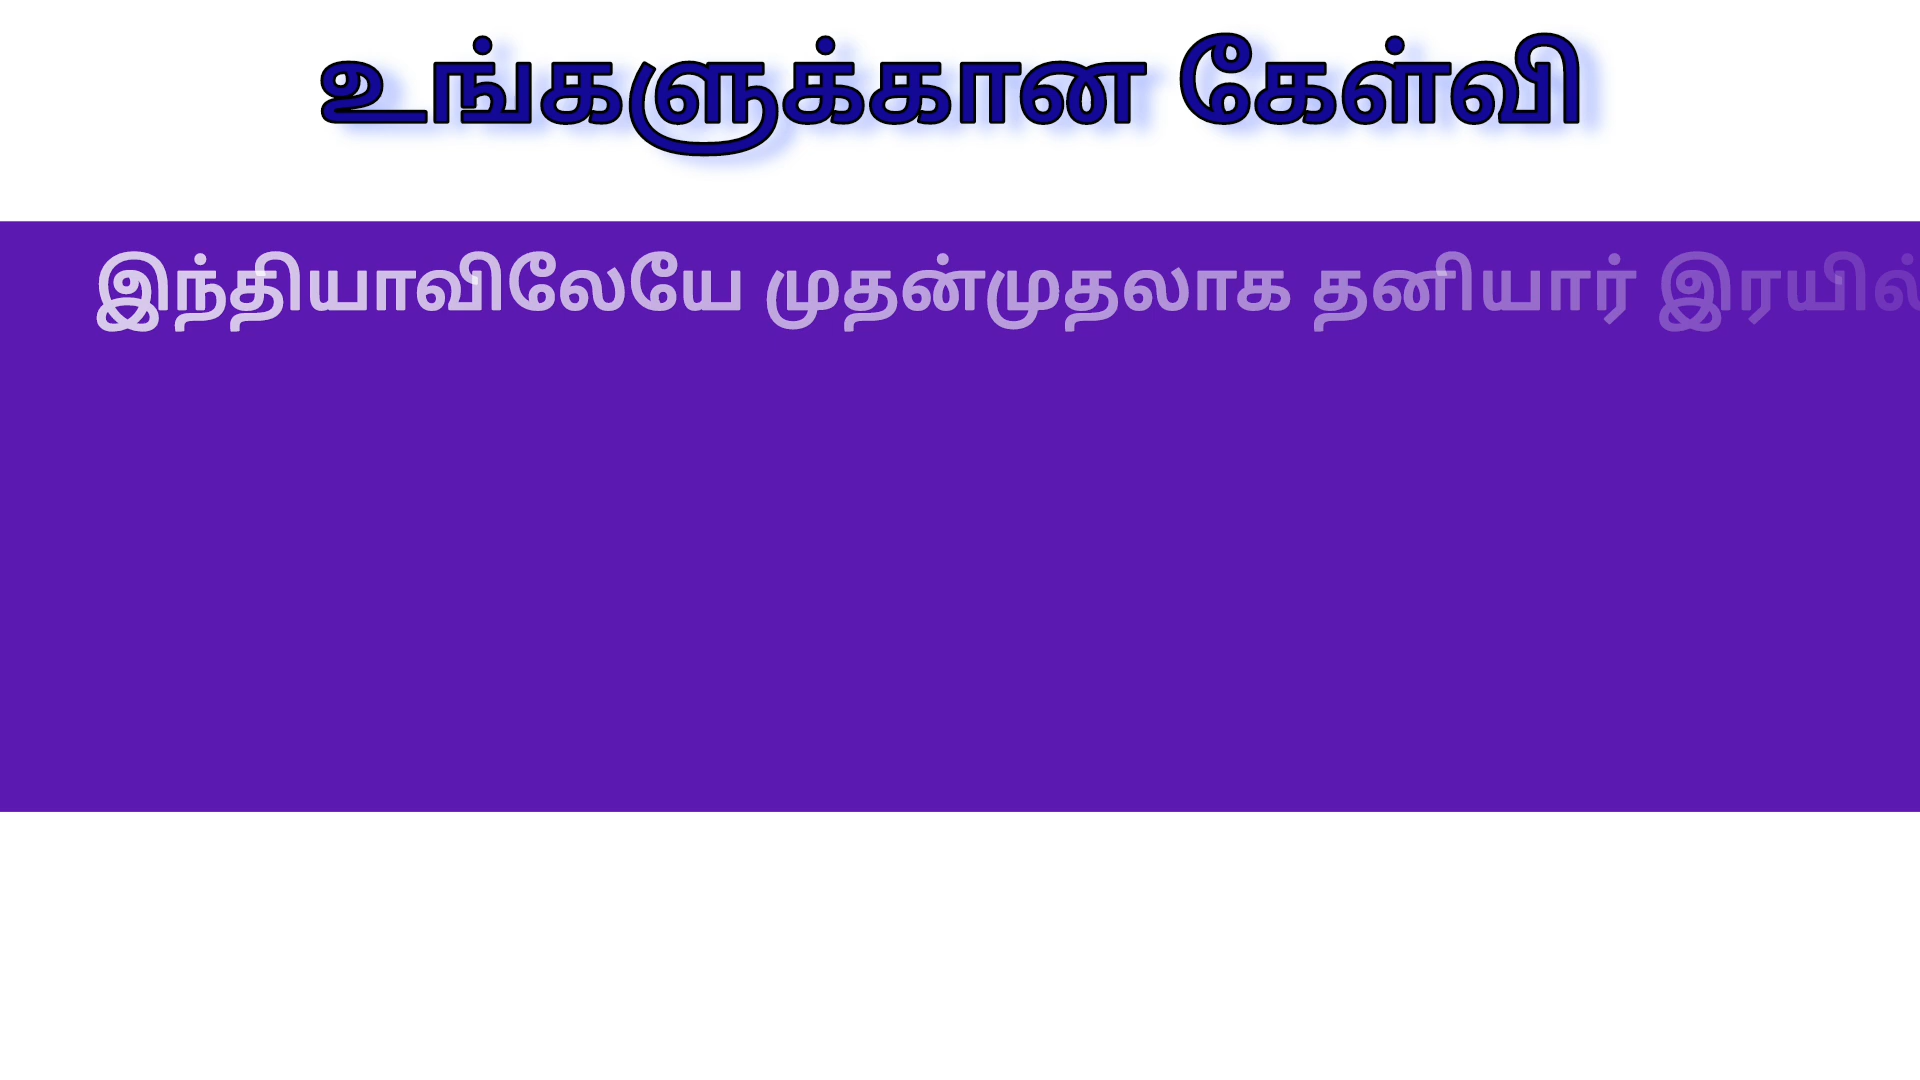 உங்களுக்கான கேள்வி
இந்தியாவிலேயே முதன்முதலாக தனியார் இரயில்